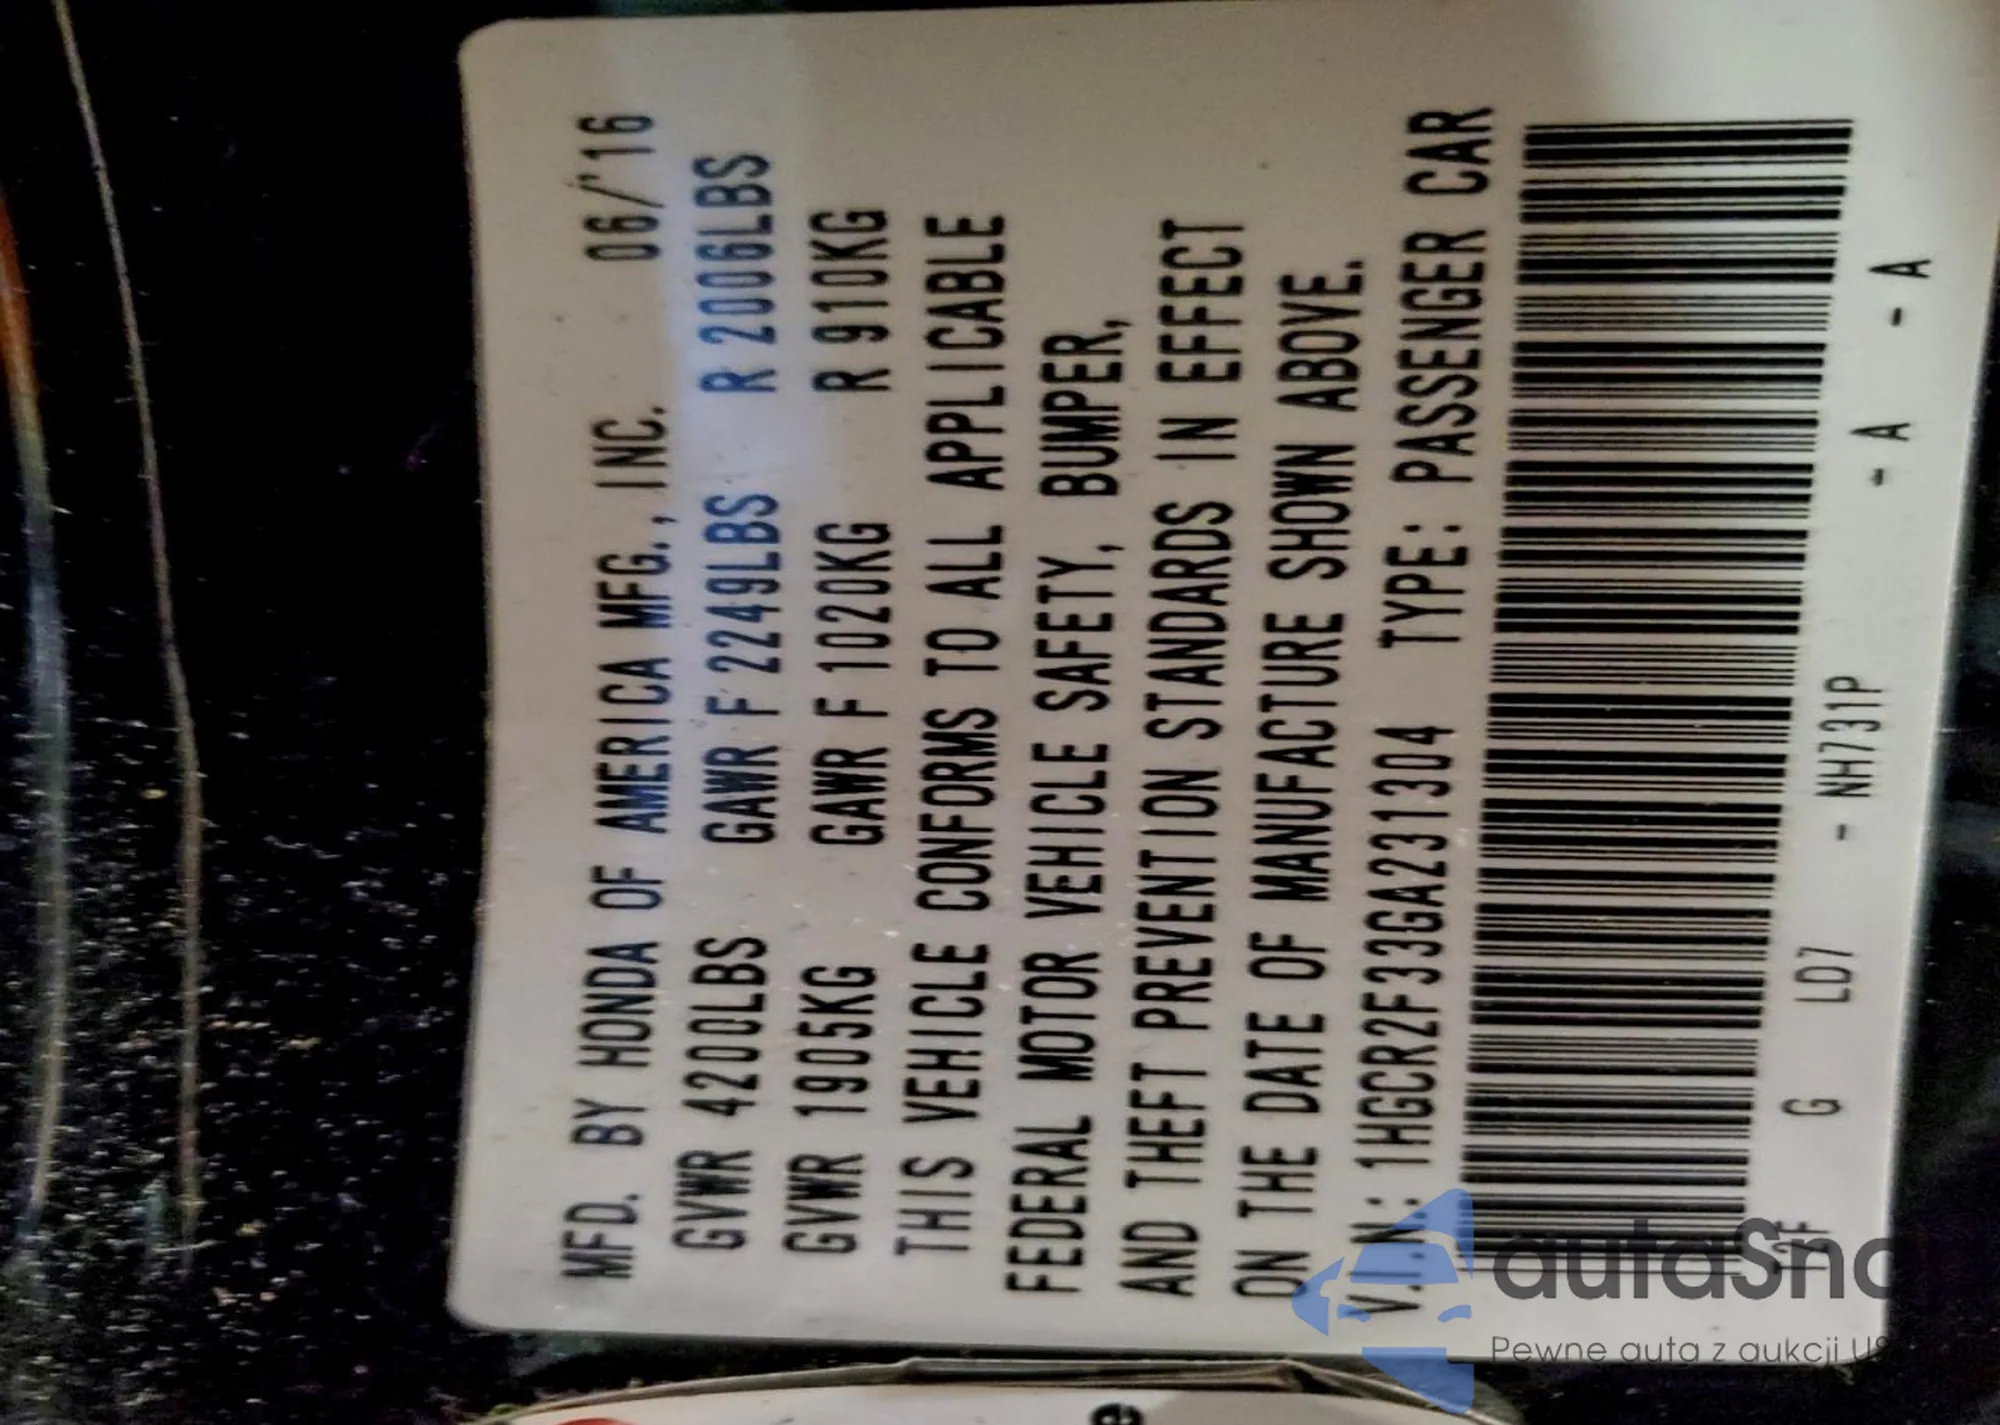 MFD. BY HONDA OF AMERICA MFG., INC. 06/'16
GVWR 4200LBS GAWR F 2249LBS R 2006LBS
GVWR 1905KG GAWR F 1020KG R 910KG
THIS VEHICLE CONFORMS TO ALL APPLICABLE
FEDERAL MOTOR VEHICLE SAFETY, BUMPER,
AND THEFT PREVENTION STANDARDS IN EFFECT
ON THE DATE OF MANUFACTURE SHOWN ABOVE.
V.I.N.: 1HGCR2F33GA231304 TYPE: PASSENGER CAR
G LD7 - NH731P - A - A
Pewne auta z aukcji
e